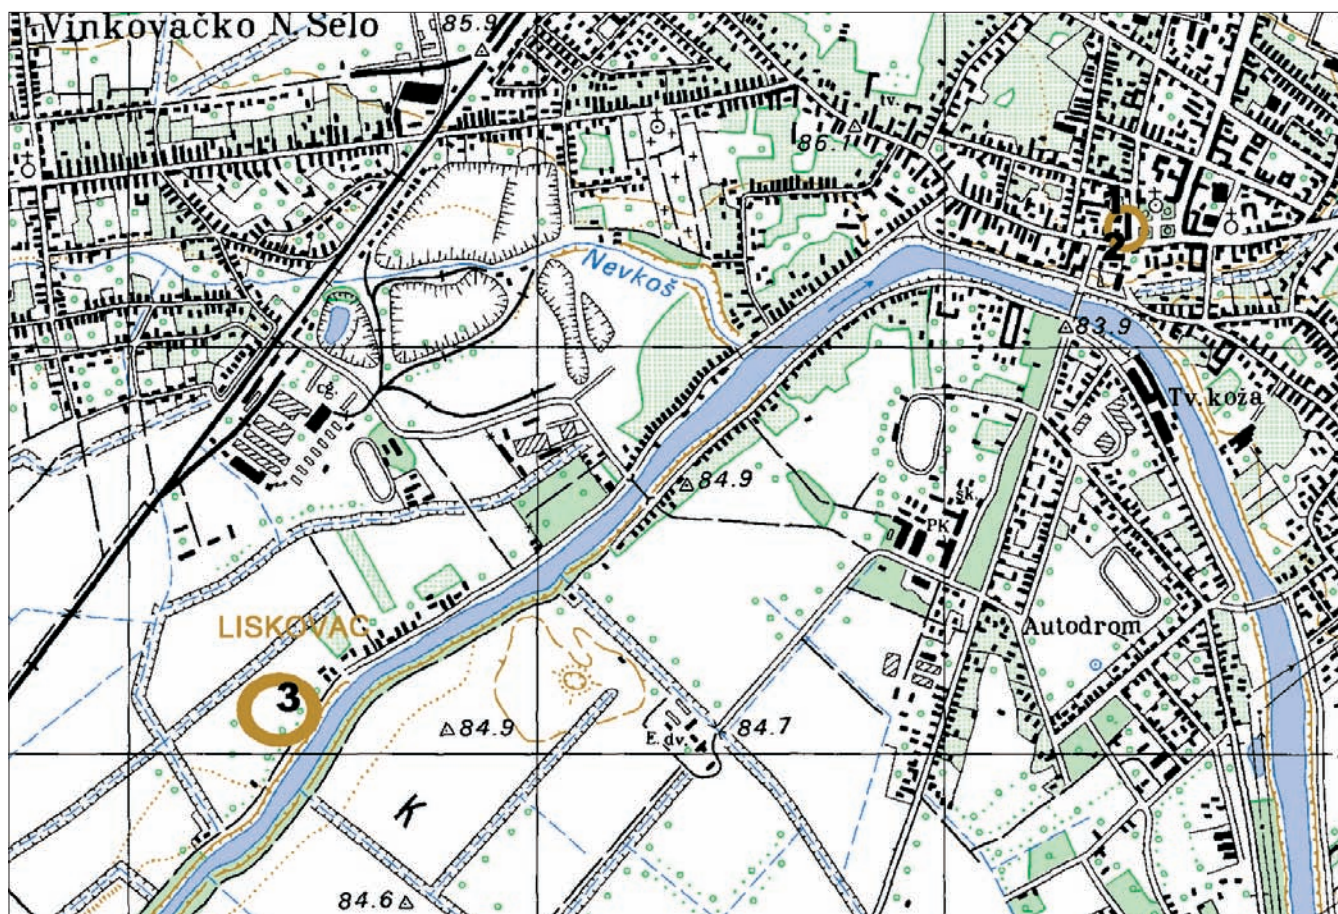 Vinkovačko N. Selo
85.9
tv.
86.1
1
2
Nevkoš
83.9
cg.
Tv. koža
84.9
šk.
PK
LISKOVAC
Autodrom
3
84.9
E. dv.
84.7
K
84.6